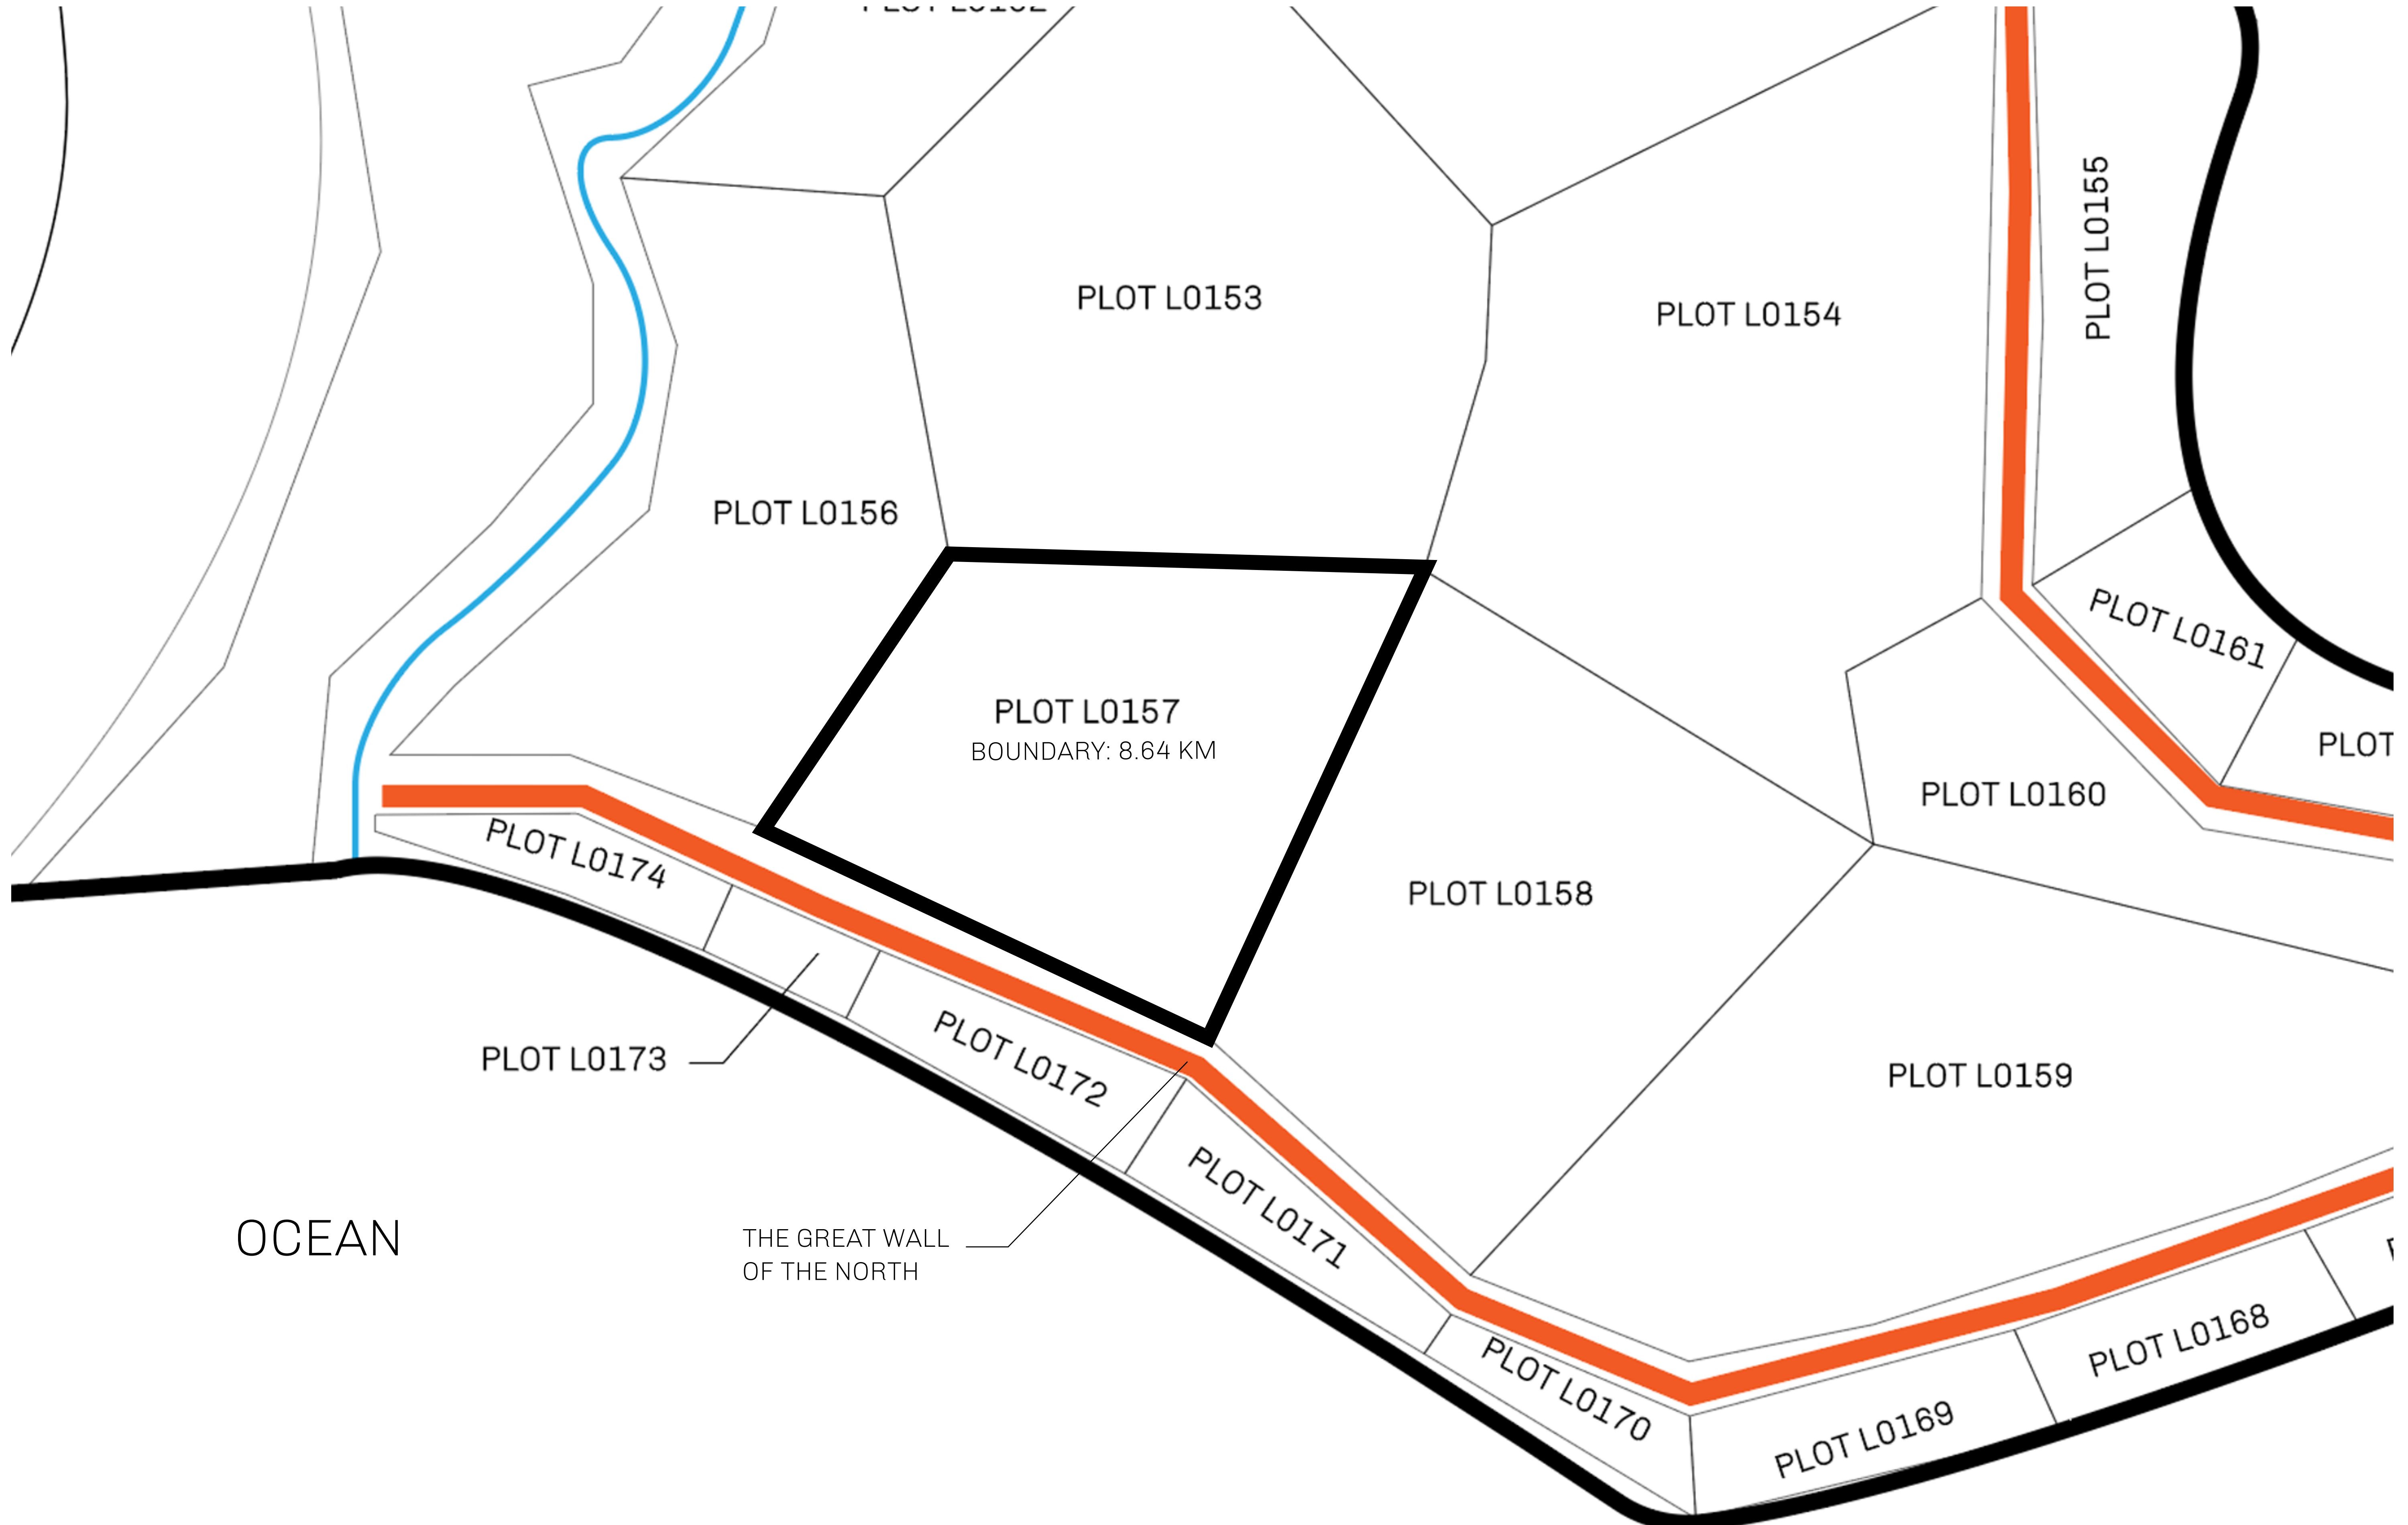 PLOT L0153
PLOT L0154
PLOT L0155
PLOT L0156
PLOT L0161
PLOT L0157
BOUNDARY: 8.64 KM
PLOT
PLOT L0160
PLOT L0174
PLOT L0158
PLOT L0173
PLOT L0172
PLOT L0159
PLOT L0171
OCEAN
THE GREAT WALL
OF THE NORTH
PLOT L0168
PLOT L0170
PLOT L0169